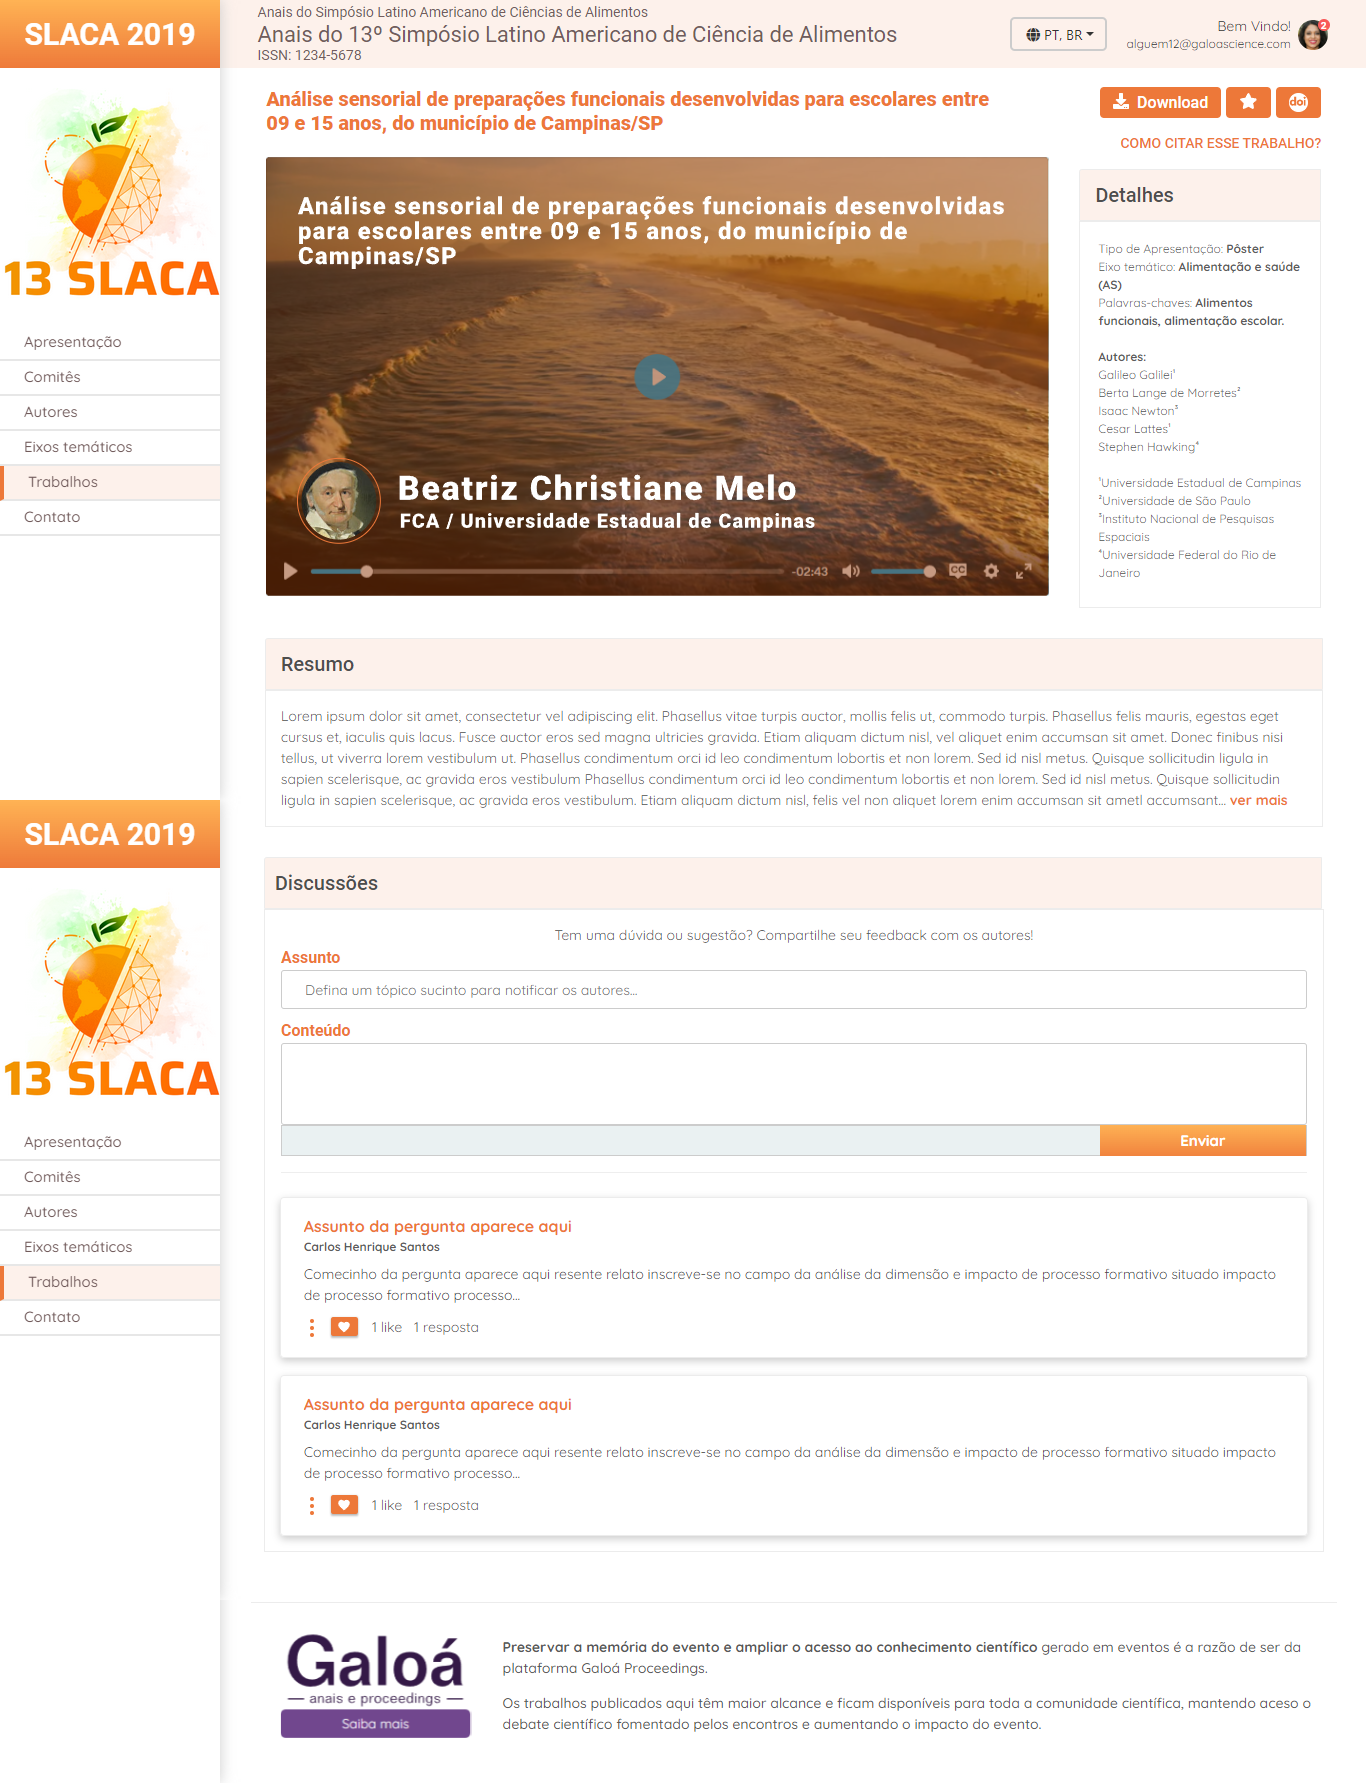 SLACA 2019
13 SLACA
Apresentação
Comitês
Autores
Eixos temáticos
Trabalhos
Contato
SLACA 2019
13 SLACA
Apresentação
Comitês
Autores
Eixos temáticos
Trabalhos
Contato
Anais do Simpósio Latino Americano de Ciências de Alimentos
Anais do 13º Simpósio Latino Americano de Ciência de Alimentos
ISSN: 1234-5678
PT, BR
Bem Vindo!
alguem12@galoascience.com
2
Análise sensorial de preparações funcionais desenvolvidas para escolares entre
09 e 15 anos, do município de Campinas/SP
Download
doi
COMO CITAR ESSE TRABALHO?
Análise sensorial de preparações funcionais desenvolvidas
para escolares entre 09 e 15 anos, do município de
Campinas/SP
Beatriz Christiane Melo
FCA / Universidade Estadual de Campinas
-02:43
CC
Detalhes
Tipo de Apresentação: Pôster
Eixo temático: Alimentação e saúde
(AS)
Palavras-chaves: Alimentos
funcionais, alimentação escolar.
Autores:
Galileo Galilei¹
Berta Lange de Morretes²
Isaac Newton³
Cesar Lattes¹
Stephen Hawking⁴
¹Universidade Estadual de Campinas
²Universidade de São Paulo
³Instituto Nacional de Pesquisas
Espaciais
⁴Universidade Federal do Rio de
Janeiro
Resumo
Lorem ipsum dolor sit amet, consectetur vel adipiscing elit. Phasellus vitae turpis auctor, mollis felis ut, commodo turpis. Phasellus felis mauris, egestas eget
cursus et, iaculis quis lacus. Fusce auctor eros sed magna ultricies gravida. Etiam aliquam dictum nisl, vel aliquet enim accumsan sit amet. Donec finibus nisi
tellus, ut viverra lorem vestibulum ut. Phasellus condimentum orci id leo condimentum lobortis et non lorem. Sed id nisl metus. Quisque sollicitudin ligula in
sapien scelerisque, ac gravida eros vestibulum Phasellus condimentum orci id leo condimentum lobortis et non lorem. Sed id nisl metus. Quisque sollicitudin
ligula in sapien scelerisque, ac gravida eros vestibulum. Etiam aliquam dictum nisl, felis vel non aliquet lorem enim accumsan sit ametl accumsant... ver mais
Discussões
Tem uma dúvida ou sugestão? Compartilhe seu feedback com os autores!
Assunto
Defina um tópico sucinto para notificar os autores...
Conteúdo
Enviar
Assunto da pergunta aparece aqui
Carlos Henrique Santos
Comecinho da pergunta aparece aqui resente relato inscreve-se no campo da análise da dimensão e impacto de processo formativo situado impacto
de processo formativo processo...
1 like 1 resposta
Assunto da pergunta aparece aqui
Carlos Henrique Santos
Comecinho da pergunta aparece aqui resente relato inscreve-se no campo da análise da dimensão e impacto de processo formativo situado impacto
de processo formativo processo...
1 like 1 resposta
Galoá
anais e proceedings
Saiba mais
Preservar a memória do evento e ampliar o acesso ao conhecimento científico gerado em eventos é a razão de ser da
plataforma Galoá Proceedings.
Os trabalhos publicados aqui têm maior alcance e ficam disponíveis para toda a comunidade científica, mantendo aceso o
debate científico fomentado pelos encontros e aumentando o impacto do evento.